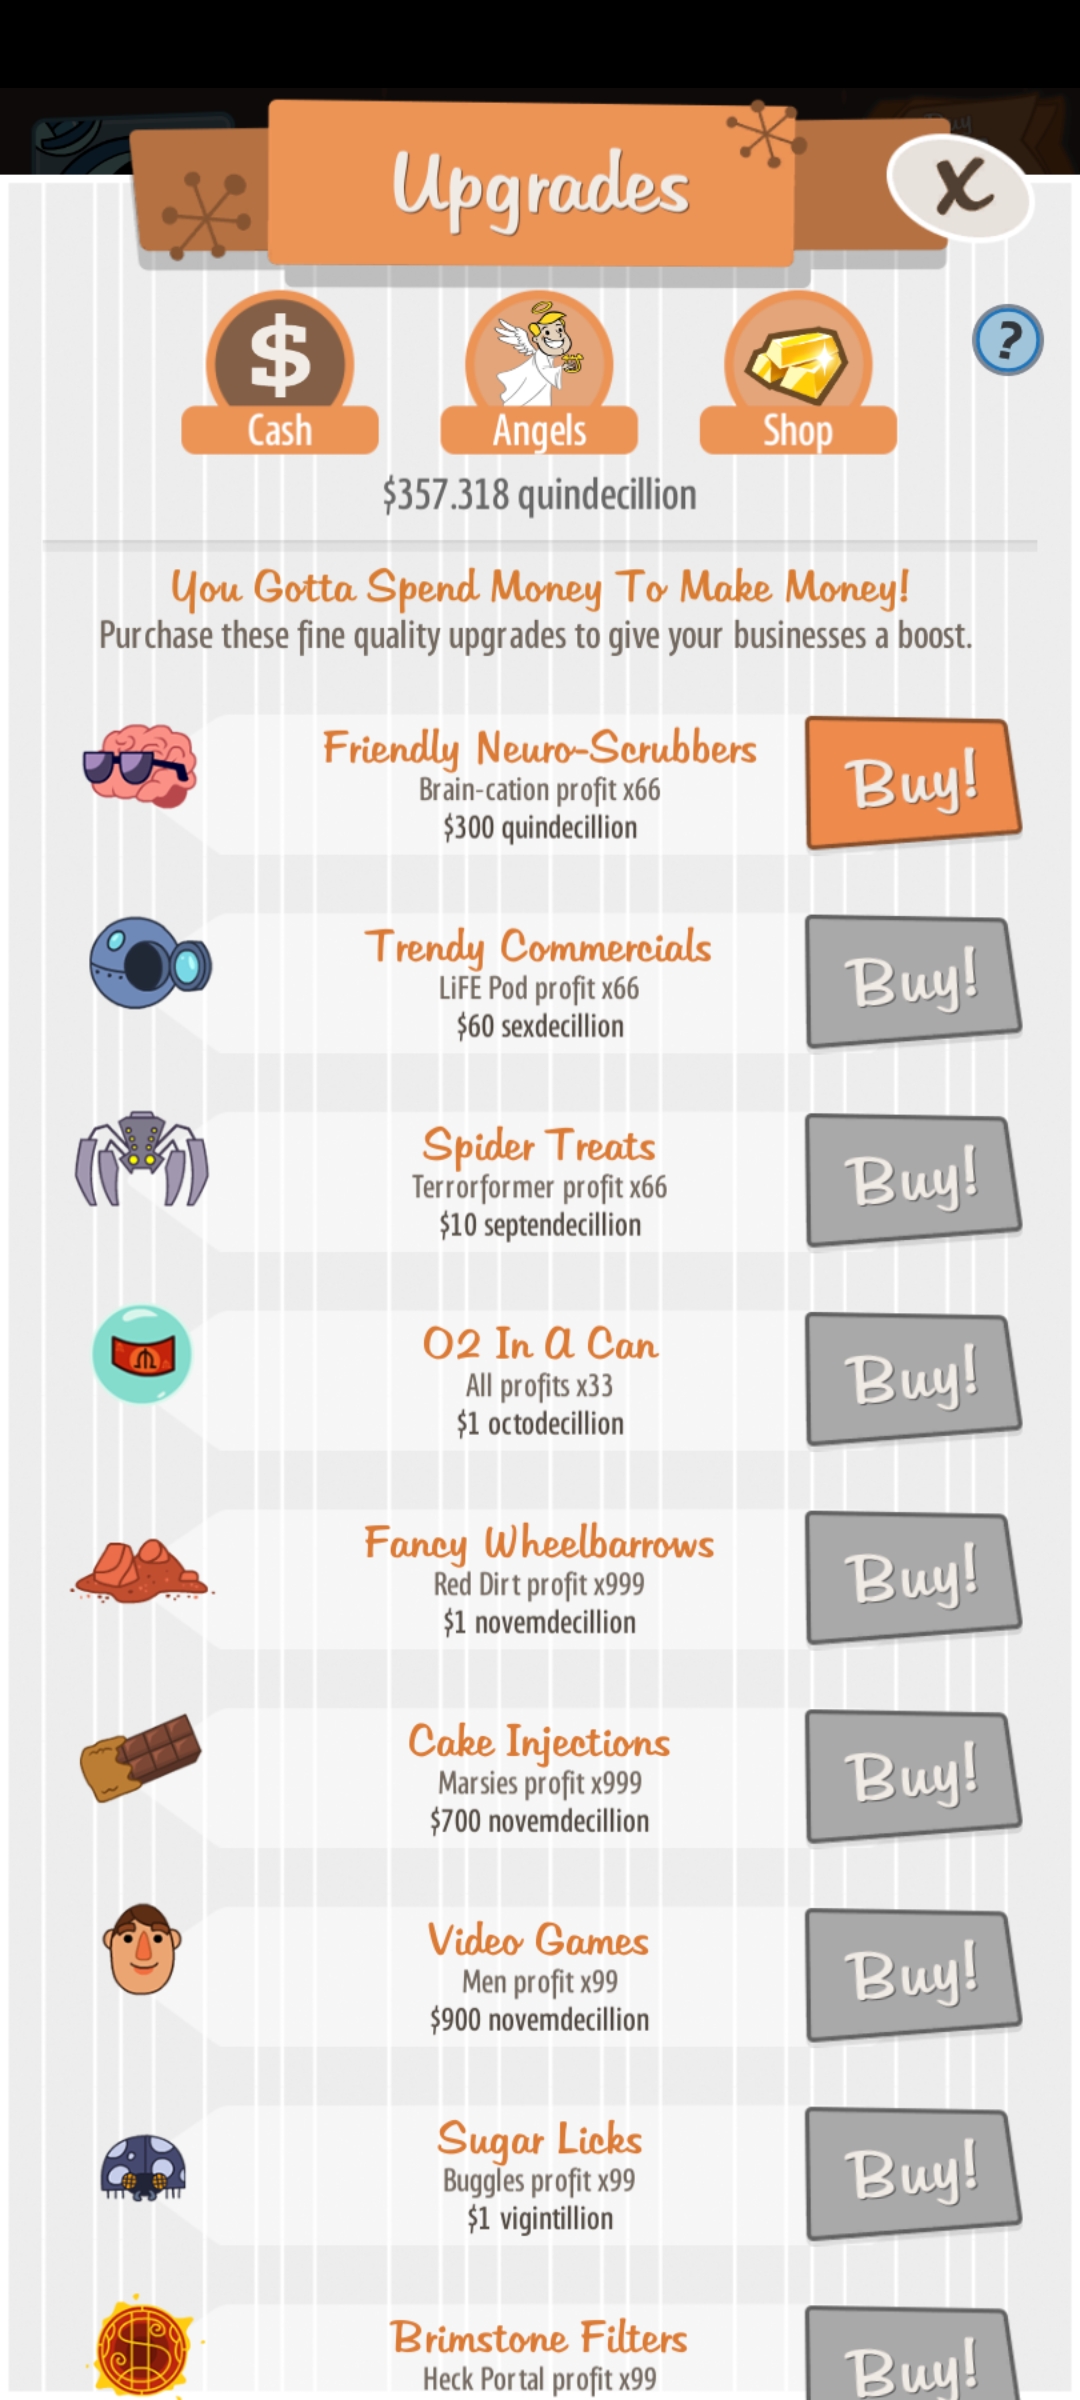 Upgrades
X
$
?
Cash
Angels
Shop
$357.318 quindecillion
You Gotta Spend Money To Make Money!
Purchase these fine quality upgrades to give your businesses a boost.
Friendly Neuro-Scrubbers
Brain-cation profit x66
$300 quindecillion
Buy!
Trendy Commercials
LiFE Pod profit x66
$60 sexdecillion
Buy!
Spider Treats
Terrorformer profit x66
$10 septendecillion
Buy!
O2 In A Can
All profits x33
$1 octodecillion
Buy!
Fancy Wheelbarrows
Red Dirt profit x999
$1 novemdecillion
Buy!
Cake Injections
Marsies profit x999
$700 novemdecillion
Buy!
Video Games
Men profit x99
$900 novemdecillion
Buy!
Sugar Licks
Buggles profit x99
$1 vigintillion
Buy!
Brimstone Filters
Heck Portal profit x99
Buy!